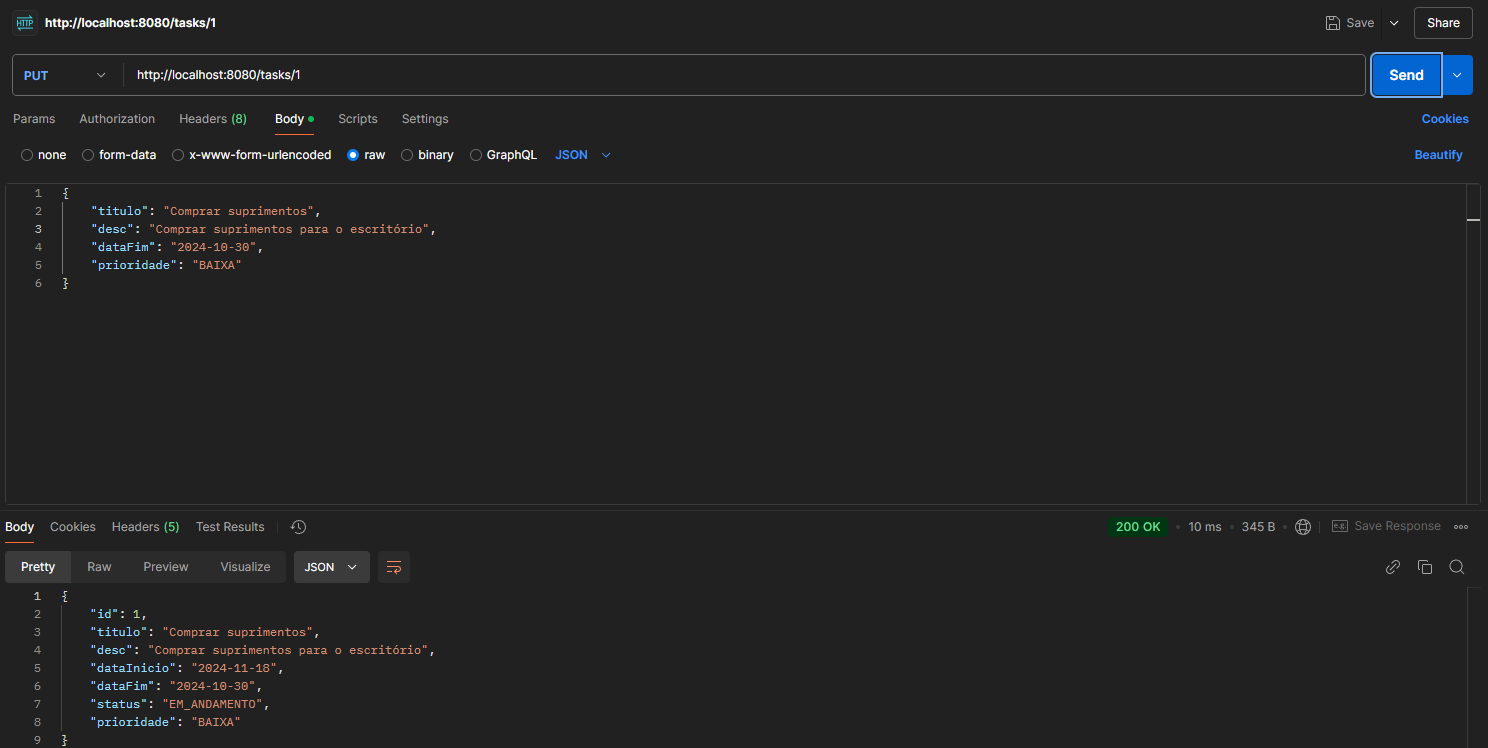 HTTP http://localhost:8080/tasks/1 Save Share
PUT http://localhost:8080/tasks/1 Send
Params Authorization Headers (8) Body Scripts Settings Cookies
none form-data x-www-form-urlencoded raw binary GraphQL JSON Beautify
1 {
2 "titulo": "Comprar suprimentos",
3 "desc": "Comprar suprimentos para o escritório",
4 "dataFim": "2024-10-30",
5 "prioridade": "BAIXA"
6 }
Body Cookies Headers (5) Test Results 200 OK • 10 ms • 345 B • e.g. Save Response
Pretty Raw Preview Visualize JSON
1 {
2 "id": 1,
3 "titulo": "Comprar suprimentos",
4 "desc": "Comprar suprimentos para o escritório",
5 "dataInicio": "2024-11-18",
6 "dataFim": "2024-10-30",
7 "status": "EM_ANDAMENTO",
8 "prioridade": "BAIXA"
9 }